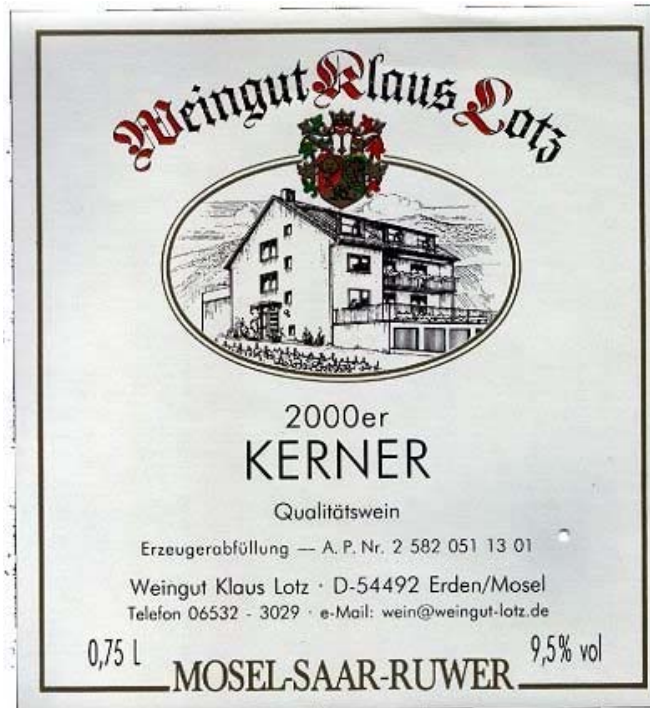 Weingut Klaus Lotz
2000er
KERNER
Qualitätswein
Erzeugerabfüllung — A. P. Nr. 2 582 051 13 01
Weingut Klaus Lotz · D-54492 Erden/Mosel
Telefon 06532 - 3029 · e-Mail: wein@weingut-lotz.de
0,75 L
9,5% vol
MOSEL-SAAR-RUWER